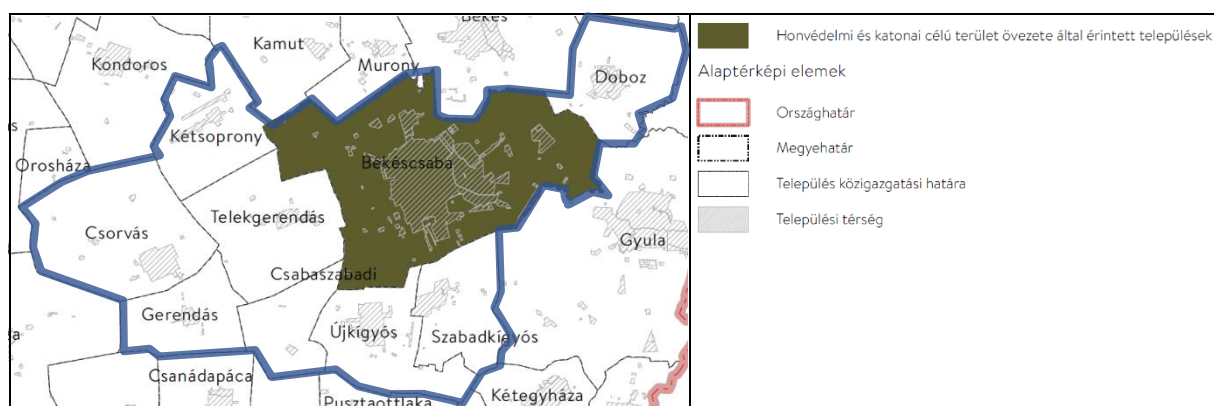 Békés
Kamut
Kondoros
Murony
Doboz
Kétsoprony
Orosháza
Békéscsaba
Telekgerendás
Csorvás
Gyula
Csabaszabadi
Gerendás
Újkígyós
Szabadkígyós
Csanádapáca
Kétegyháza
Pusztaottlaka
Honvédelmi és katonai célú terület övezete által érintett települések
Alaptérképi elemek
Országhatár
Megyehatár
Település közigazgatási határa
Települési térség